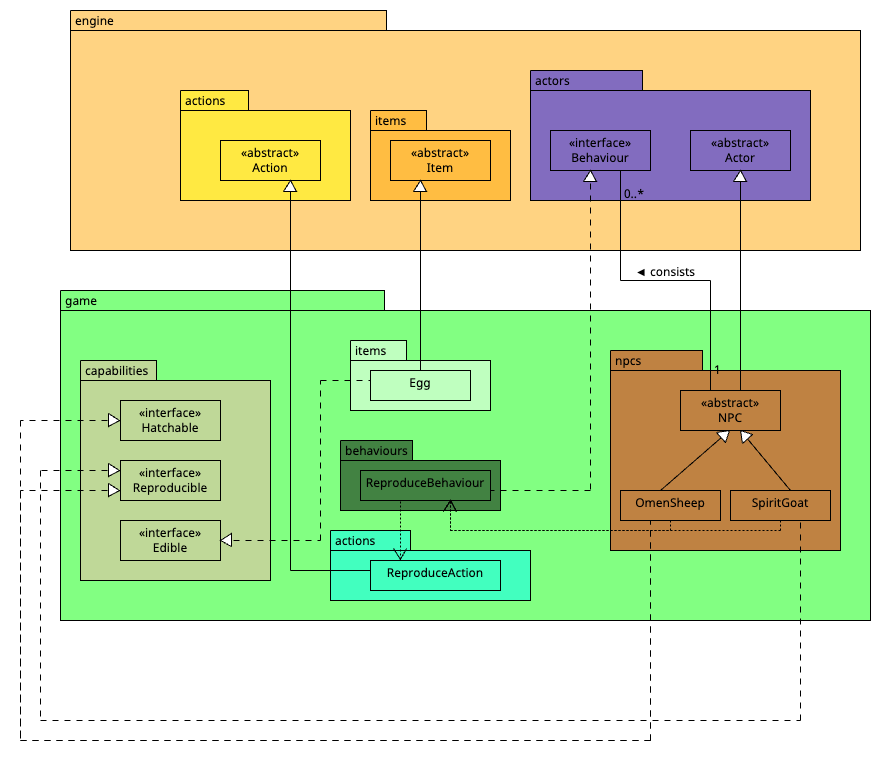 engine
actors
actions
items
«interface»
Behaviour
«abstract»
Actor
«abstract»
Action
«abstract»
Item
0..*
◄ consists
game
items
npcs
capabilities
1
Egg
«abstract»
NPC
«interface»
Hatchable
behaviours
«interface»
Reproducible
ReproduceBehaviour
OmenSheep
SpiritGoat
«interface»
Edible
actions
ReproduceAction